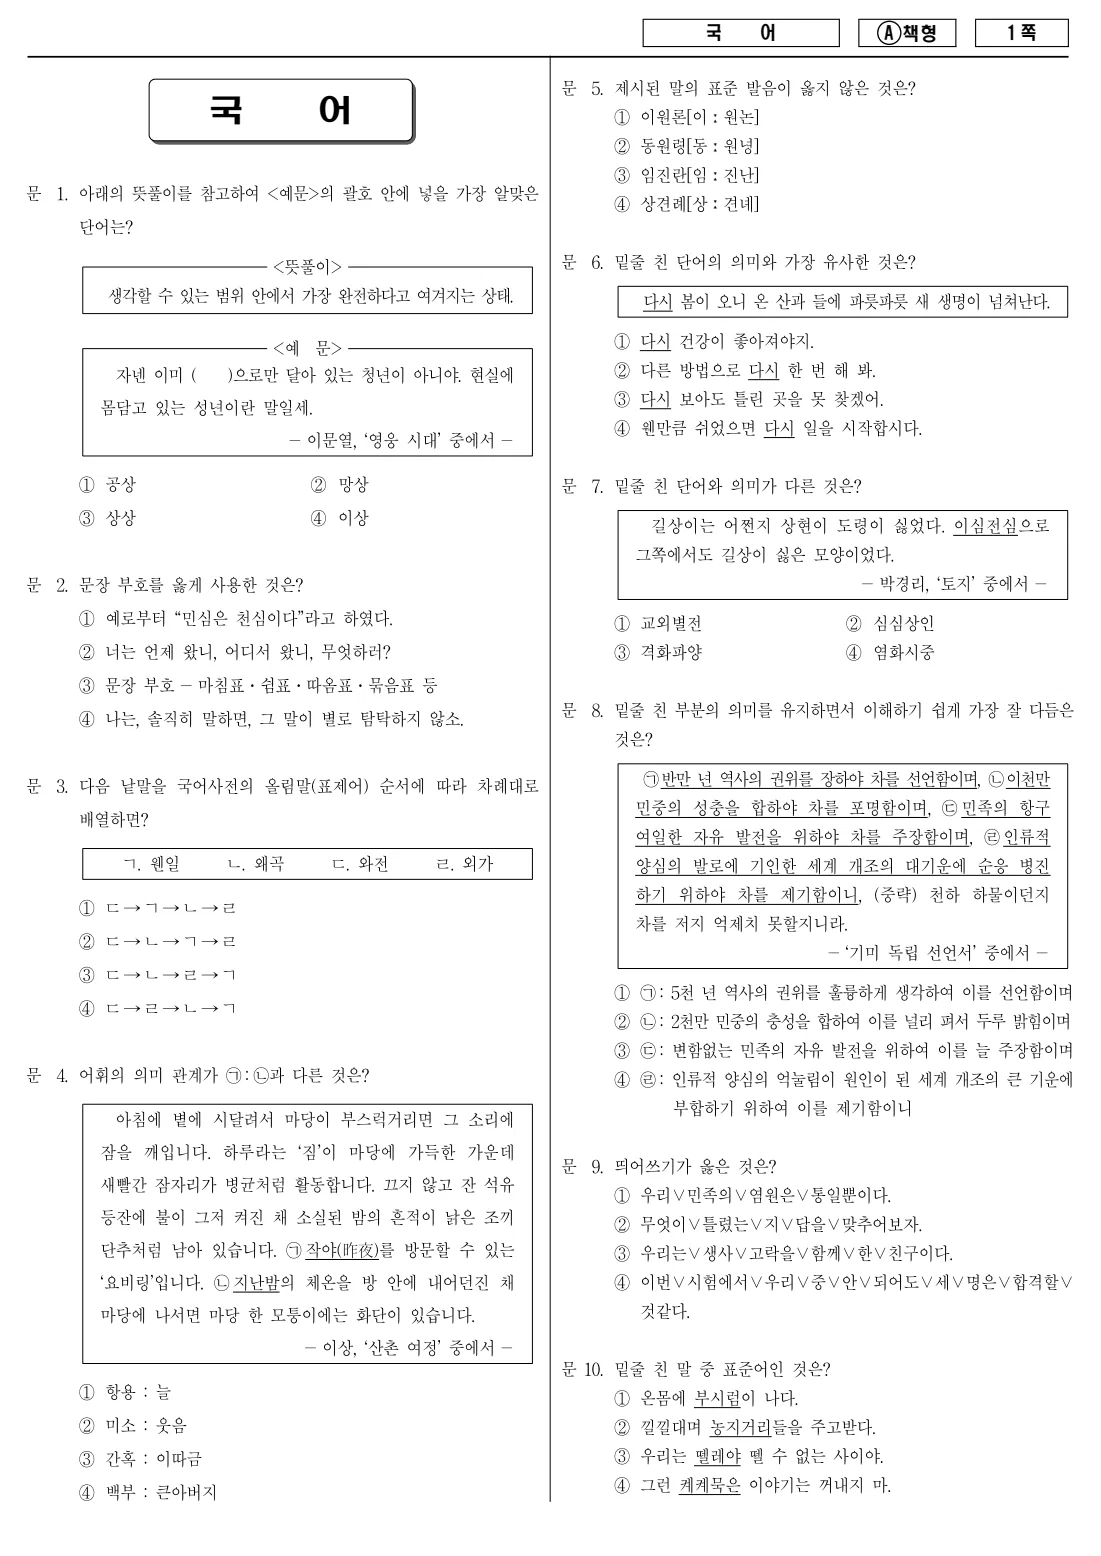 국 어
Ⓐ책형
1 쪽
국 어
문 1. 아래의 뜻풀이를 참고하여 <예문>의 괄호 안에 넣을 가장 알맞은
단어는?
<뜻풀이>
생각할 수 있는 범위 안에서 가장 완전하다고 여겨지는 상태.
<예 문>
자넨 이미 ( )으로만 달아 있는 청년이 아니야. 현실에
몸담고 있는 성년이란 말일세.
- 이문열, ‘영웅 시대’ 중에서 -
① 공상 ② 망상
③ 상상 ④ 이상
문 2. 문장 부호를 옳게 사용한 것은?
① 예로부터 “민심은 천심이다”라고 하였다.
② 너는 언제 왔니, 어디서 왔니, 무엇하러?
③ 문장 부호 - 마침표·쉼표·따옴표·묶음표 등
④ 나는, 솔직히 말하면, 그 말이 별로 탐탁하지 않소.
문 3. 다음 낱말을 국어사전의 올림말(표제어) 순서에 따라 차례대로
배열하면?
ㄱ. 웬일 ㄴ. 왜곡 ㄷ. 와전 ㄹ. 외가
① ㄷ→ㄱ→ㄴ→ㄹ
② ㄷ→ㄴ→ㄱ→ㄹ
③ ㄷ→ㄴ→ㄹ→ㄱ
④ ㄷ→ㄹ→ㄴ→ㄱ
문 4. 어휘의 의미 관계가 ㉠:㉡과 다른 것은?
아침에 볕에 시달려서 마당이 부스럭거리면 그 소리에
잠을 깨입니다. 하루라는 ‘짐’이 마당에 가득한 가운데
새빨간 잠자리가 병균처럼 활동합니다. 끄지 않고 잔 석유
등잔에 불이 그저 켜진 채 소실된 밤의 흔적이 낡은 조끼
단추처럼 남아 있습니다. ㉠작야(昨夜)를 방문할 수 있는
‘요비링’입니다. ㉡지난밤의 체온을 방 안에 내어던진 채
마당에 나서면 마당 한 모퉁이에는 화단이 있습니다.
- 이상, ‘산촌 여정’ 중에서 -
① 항용 : 늘
② 미소 : 웃음
③ 간혹 : 이따금
④ 백부 : 큰아버지
문 5. 제시된 말의 표준 발음이 옳지 않은 것은?
① 이원론[이ː원논]
② 동원령[동ː원녕]
③ 임진란[임ː진난]
④ 상견례[상ː견녜]
문 6. 밑줄 친 단어의 의미와 가장 유사한 것은?
다시 봄이 오니 온 산과 들에 파릇파릇 새 생명이 넘쳐난다.
① 다시 건강이 좋아져야지.
② 다른 방법으로 다시 한 번 해 봐.
③ 다시 보아도 틀린 곳을 못 찾겠어.
④ 웬만큼 쉬었으면 다시 일을 시작합시다.
문 7. 밑줄 친 단어와 의미가 다른 것은?
길상이는 어쩐지 상현이 도령이 싫었다. 이심전심으로
그쪽에서도 길상이 싫은 모양이었다.
- 박경리, ‘토지’ 중에서 -
① 교외별전 ② 심심상인
③ 격화파양 ④ 염화시중
문 8. 밑줄 친 부분의 의미를 유지하면서 이해하기 쉽게 가장 잘 다듬은
것은?
㉠반만 년 역사의 권위를 장하야 차를 선언함이며, ㉡이천만
민중의 성충을 합하야 차를 포명함이며, ㉢민족의 항구
여일한 자유 발전을 위하야 차를 주장함이며, ㉣인류적
양심의 발로에 기인한 세계 개조의 대기운에 순응 병진
하기 위하야 차를 제기함이니, (중략) 천하 하물이던지
차를 저지 억제치 못할지니라.
- ‘기미 독립 선언서’ 중에서 -
① ㉠: 5천 년 역사의 권위를 훌륭하게 생각하여 이를 선언함이며
② ㉡: 2천만 민중의 충성을 합하여 이를 널리 펴서 두루 밝힘이며
③ ㉢: 변함없는 민족의 자유 발전을 위하여 이를 늘 주장함이며
④ ㉣: 인류적 양심의 억눌림이 원인이 된 세계 개조의 큰 기운에
부합하기 위하여 이를 제기함이니
문 9. 띄어쓰기가 옳은 것은?
① 우리∨민족의∨염원은∨통일뿐이다.
② 무엇이∨틀렸는∨지∨답을∨맞추어보자.
③ 우리는∨생사∨고락을∨함께∨한∨친구이다.
④ 이번∨시험에서∨우리∨중∨안∨되어도∨세∨명은∨합격할∨
것같다.
문 10. 밑줄 친 말 중 표준어인 것은?
① 온몸에 부시럼이 나다.
② 낄낄대며 농지거리들을 주고받다.
③ 우리는 뗄레야 뗄 수 없는 사이야.
④ 그런 케케묵은 이야기는 꺼내지 마.